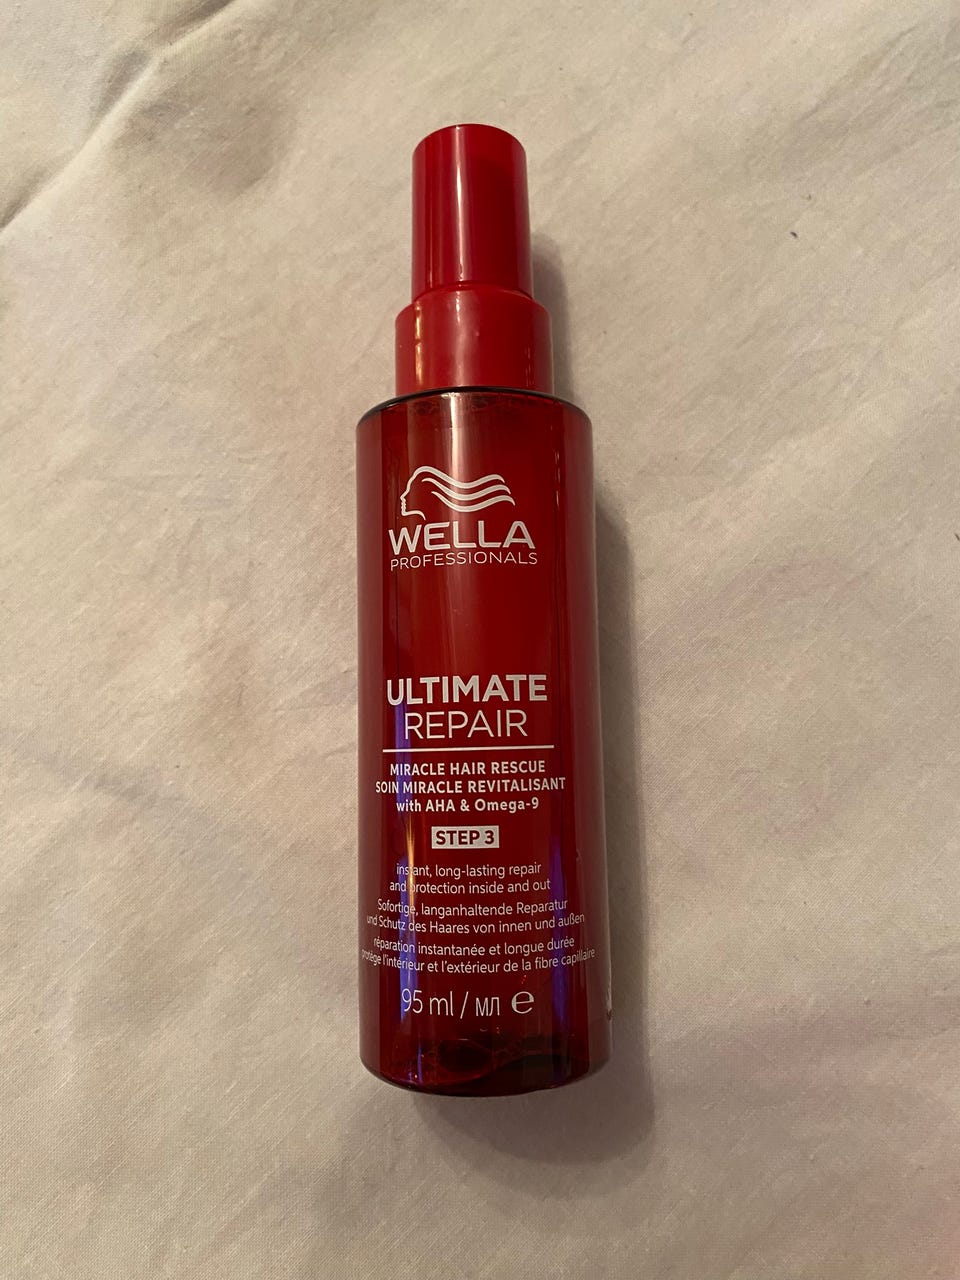 WELLA
PROFESSIONALS
ULTIMATE
REPAIR
MIRACLE HAIR RESCUE
SOIN MIRACLE REVITALISANT
with AHA & Omega-9
STEP 3
instant, long-lasting repair
and protection inside and out
Sofortige, langanhaltende Reparatur
und Schutz des Haares von innen und außen
réparation instantanée et longue durée
protège l'intérieur et l'extérieur de la fibre capillaire
95 ml / мл e